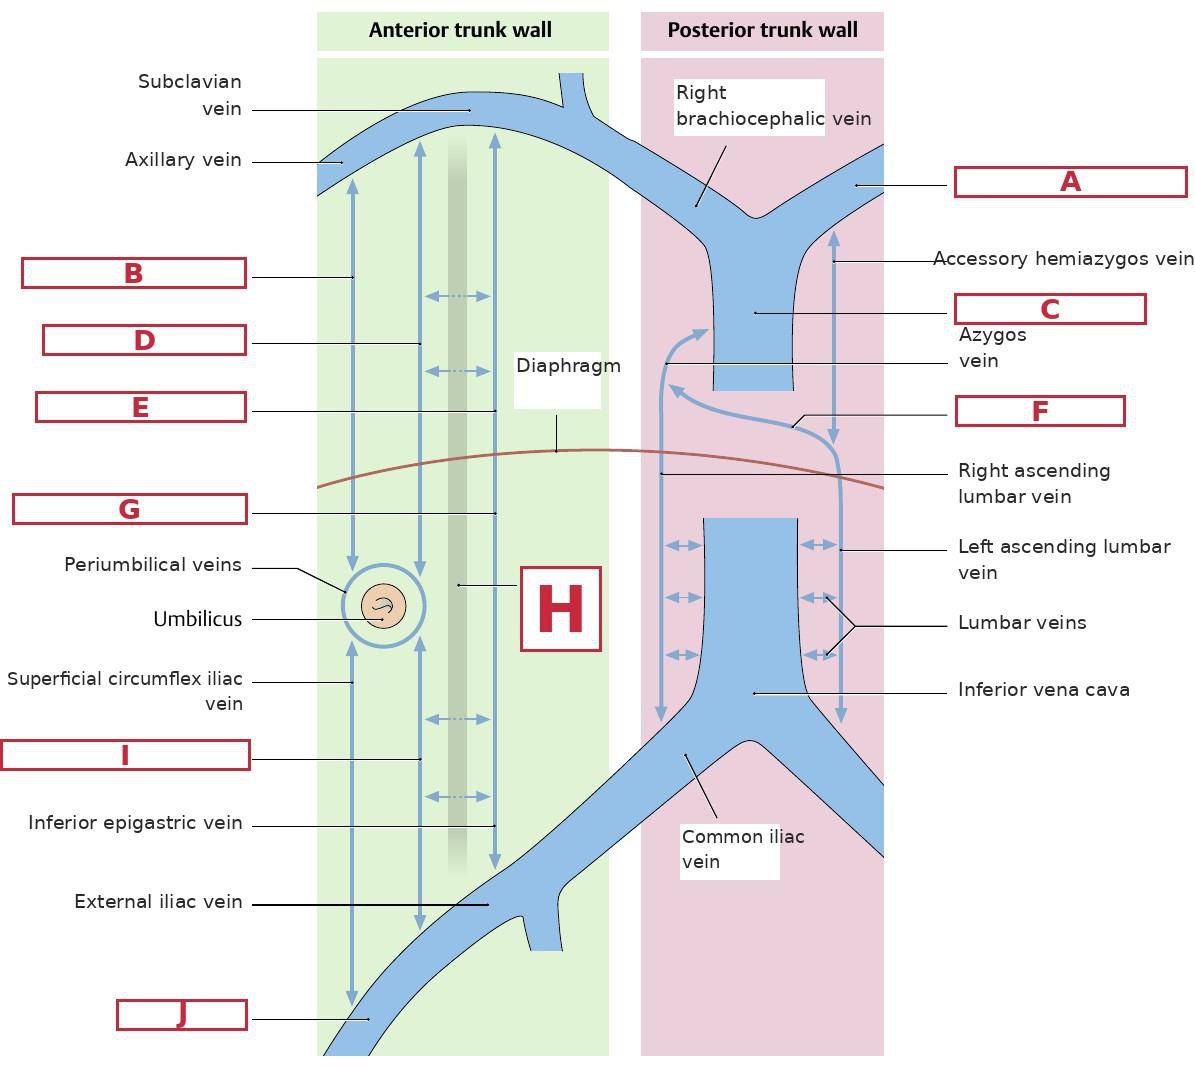 Anterior trunk wall
Posterior trunk wall
Subclavian
vein
Right
brachiocephalic vein
Axillary vein
A
B
Accessory hemiazygos vein
C
D
Azygos
vein
Diaphragm
E
F
Right ascending
lumbar vein
G
Left ascending lumbar
vein
Periumbilical veins
H
Umbilicus
Lumbar veins
Superficial circumflex iliac
vein
Inferior vena cava
I
Inferior epigastric vein
Common iliac
vein
External iliac vein
J